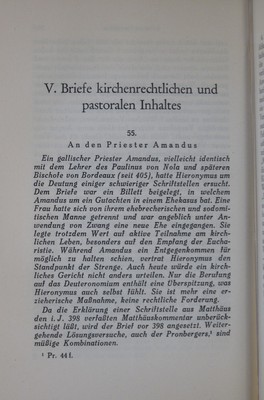 V. Briefe kirchenrechtlichen und
pastoralen Inhaltes
55.
An den Priester Amandus
Ein gallischer Priester Amandus, vielleicht identisch
mit dem Lehrer des Paulinus von Nola und späteren
Bischofe von Bordeaux (seit 405), hatte Hieronymus um
die Deutung einiger schwieriger Schriftstellen ersucht.
Dem Briefe war ein Billett beigelegt, in welchem
Amandus um ein Gutachten in einem Ehekasus bat. Eine
Frau hatte sich von ihrem ehebrecherischen und sodomiti-
schen Manne getrennt und war angeblich unter An-
wendung von Zwang eine neue Ehe eingegangen. Sie
legte trotzdem Wert auf aktive Teilnahme am kirch-
lichen Leben, besonders auf den Empfang der Eucha-
ristie. Während Amandus ein Entgegenkommen für
möglich zu halten schien, vertrat Hieronymus den
Standpunkt der Strenge. Auch heute würde ein kirch-
liches Gericht nicht anders urteilen. Nur die Berufung
auf das Deuteronomium enthält eine Überspitzung, was
Hieronymus auch selbst fühlt. Sie ist mehr eine er-
zieherische Maßnahme, keine rechtliche Forderung.
Da die Erklärung einer Schriftstelle aus Matthäus
den i. J. 398 verfaßten Matthäuskommentar unberück-
sichtigt läßt, wird der Brief vor 398 angesetzt. Weiter-
gehende Lösungsversuche, auch der Pronbergers,¹ sind
müßige Kombinationen.
¹ Pr. 44 f.